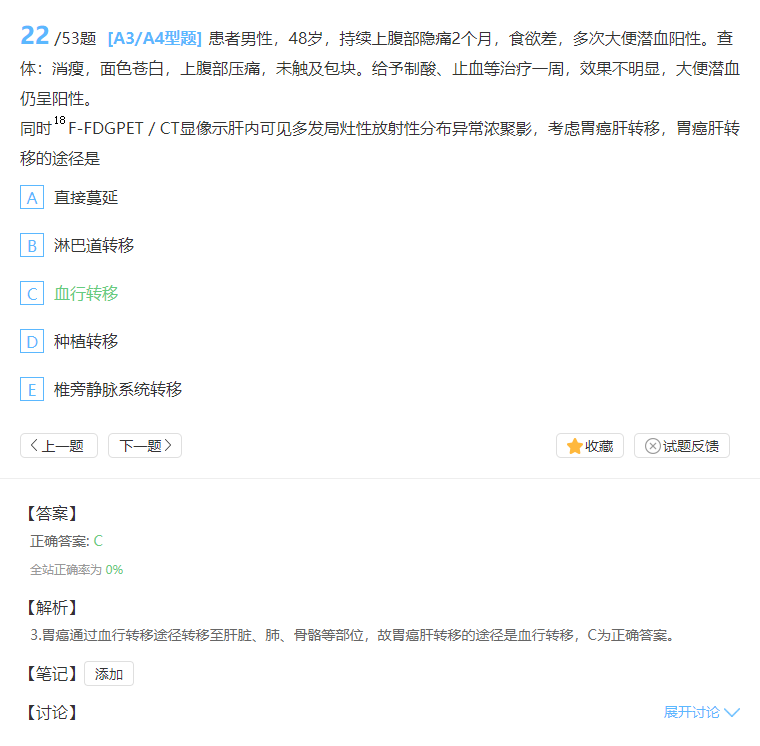 22 /53题 [A3/A4型题] 患者男性，48岁，持续上腹部隐痛2个月，食欲差，多次大便潜血阳性。查
体：消瘦，面色苍白，上腹部压痛，未触及包块。给予制酸、止血等治疗一周，效果不明显，大便潜血
仍呈阳性。
同时18F-FDGPET / CT显像示肝内可见多发局灶性放射性分布异常浓聚影，考虑胃癌肝转移，胃癌肝转
移的途径是
A 直接蔓延
B 淋巴道转移
C 血行转移
D 种植转移
E 椎旁静脉系统转移
上一题 下一题 收藏 试题反馈
【答案】
正确答案: C
全站正确率为 0%
【解析】
3.胃癌通过血行转移途径转移至肝脏、肺、骨骼等部位，故胃癌肝转移的途径是血行转移，C为正确答案。
【笔记】 添加
【讨论】 展开讨论